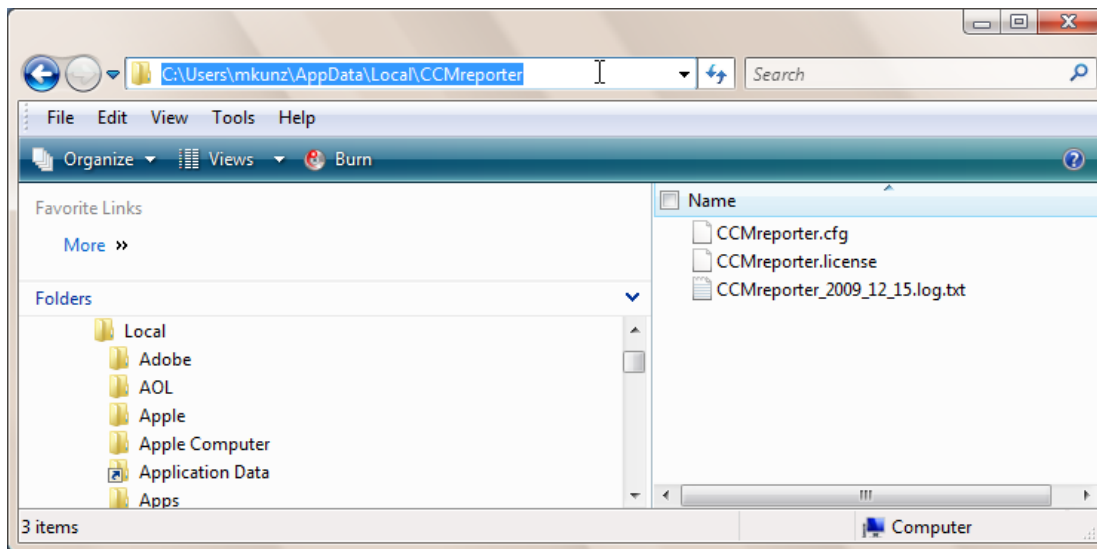 C:\Users\mkunz\AppData\Local\CCMreporter
Search
File Edit View Tools Help
Organize Views Burn
Favorite Links
More »
Folders
Local
Adobe
AOL
Apple
Apple Computer
Application Data
Apps
Name
CCMreporter.cfg
CCMreporter.license
CCMreporter_2009_12_15.log.txt
3 items
Computer